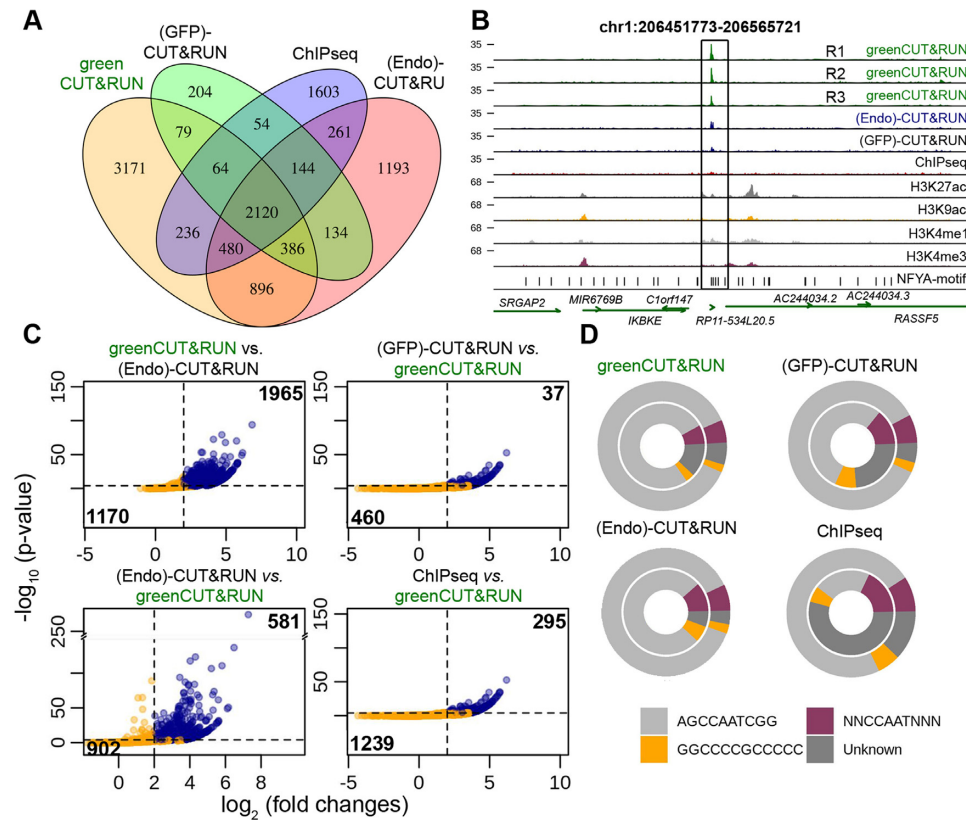 A
green
CUT&RUN
(GFP)-
CUT&RUN
ChIPseq
(Endo)-
CUT&RU
204
1603
79
54
261
3171
64
144
1193
2120
236
134
480
386
896
B
chr1:206451773-206565721
35
R1
greenCUT&RUN
35
R2
greenCUT&RUN
35
R3
greenCUT&RUN
35
(Endo)-CUT&RUN
35
(GFP)-CUT&RUN
35
ChIPseq
68
H3K27ac
68
H3K9ac
68
H3K4me1
68
H3K4me3
NFYA-motif
SRGAP2
MIR6769B
C1orf147
AC244034.2
AC244034.3
IKBKE
RP11-534L20.5
RASSF5
C
greenCUT&RUN vs.
(Endo)-CUT&RUN
150
50
1965
1170
-5
0
5
10
(GFP)-CUT&RUN vs.
greenCUT&RUN
150
50
37
460
-5
0
5
10
(Endo)-CUT&RUN vs.
greenCUT&RUN
250
50
0
581
902
0
2
4
6
8
ChIPseq vs.
greenCUT&RUN
150
50
295
1239
-5
0
5
10
-log10 (p-value)
log2 (fold changes)
D
greenCUT&RUN
(GFP)-CUT&RUN
(Endo)-CUT&RUN
ChIPseq
AGCCAATCGG
NNCCAATNNN
GGCCCCGCCCCC
Unknown